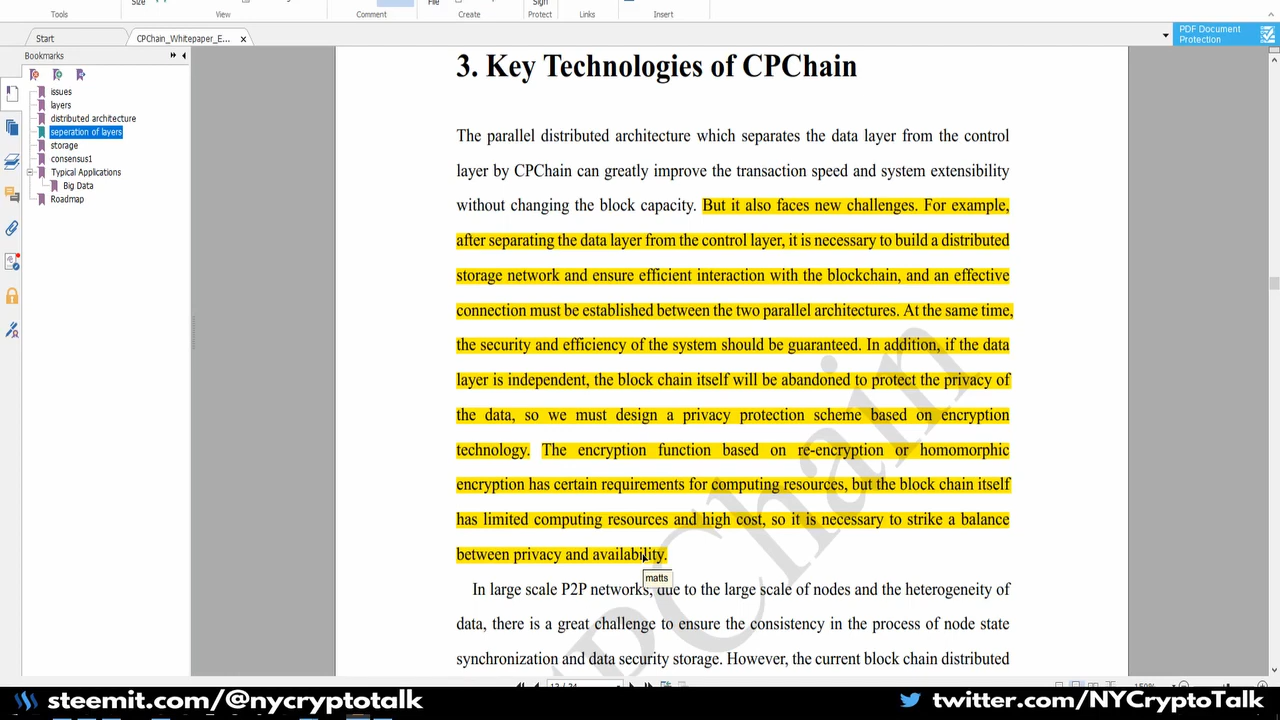 Size
File
Sign
Tools
View
Comment
Create
Protect
Links
Insert
Start
CPChain_Whitepaper_E...
PDF Document
Protection
Bookmarks
issues
layers
distributed architecture
seperation of layers
storage
consensus1
Typical Applications
Big Data
Roadmap
3. Key Technologies of CPChain
The parallel distributed architecture which separates the data layer from the control
layer by CPChain can greatly improve the transaction speed and system extensibility
without changing the block capacity. But it also faces new challenges. For example,
after separating the data layer from the control layer, it is necessary to build a distributed
storage network and ensure efficient interaction with the blockchain, and an effective
connection must be established between the two parallel architectures. At the same time,
the security and efficiency of the system should be guaranteed. In addition, if the data
layer is independent, the block chain itself will be abandoned to protect the privacy of
the data, so we must design a privacy protection scheme based on encryption
technology. The encryption function based on re-encryption or homomorphic
encryption has certain requirements for computing resources, but the block chain itself
has limited computing resources and high cost, so it is necessary to strike a balance
between privacy and availability.
matts
In large scale P2P networks, due to the large scale of nodes and the heterogeneity of
data, there is a great challenge to ensure the consistency in the process of node state
synchronization and data security storage. However, the current block chain distributed
CPChain
steemit.com/@nycryptotalk
twitter.com/NYCryptoTalk